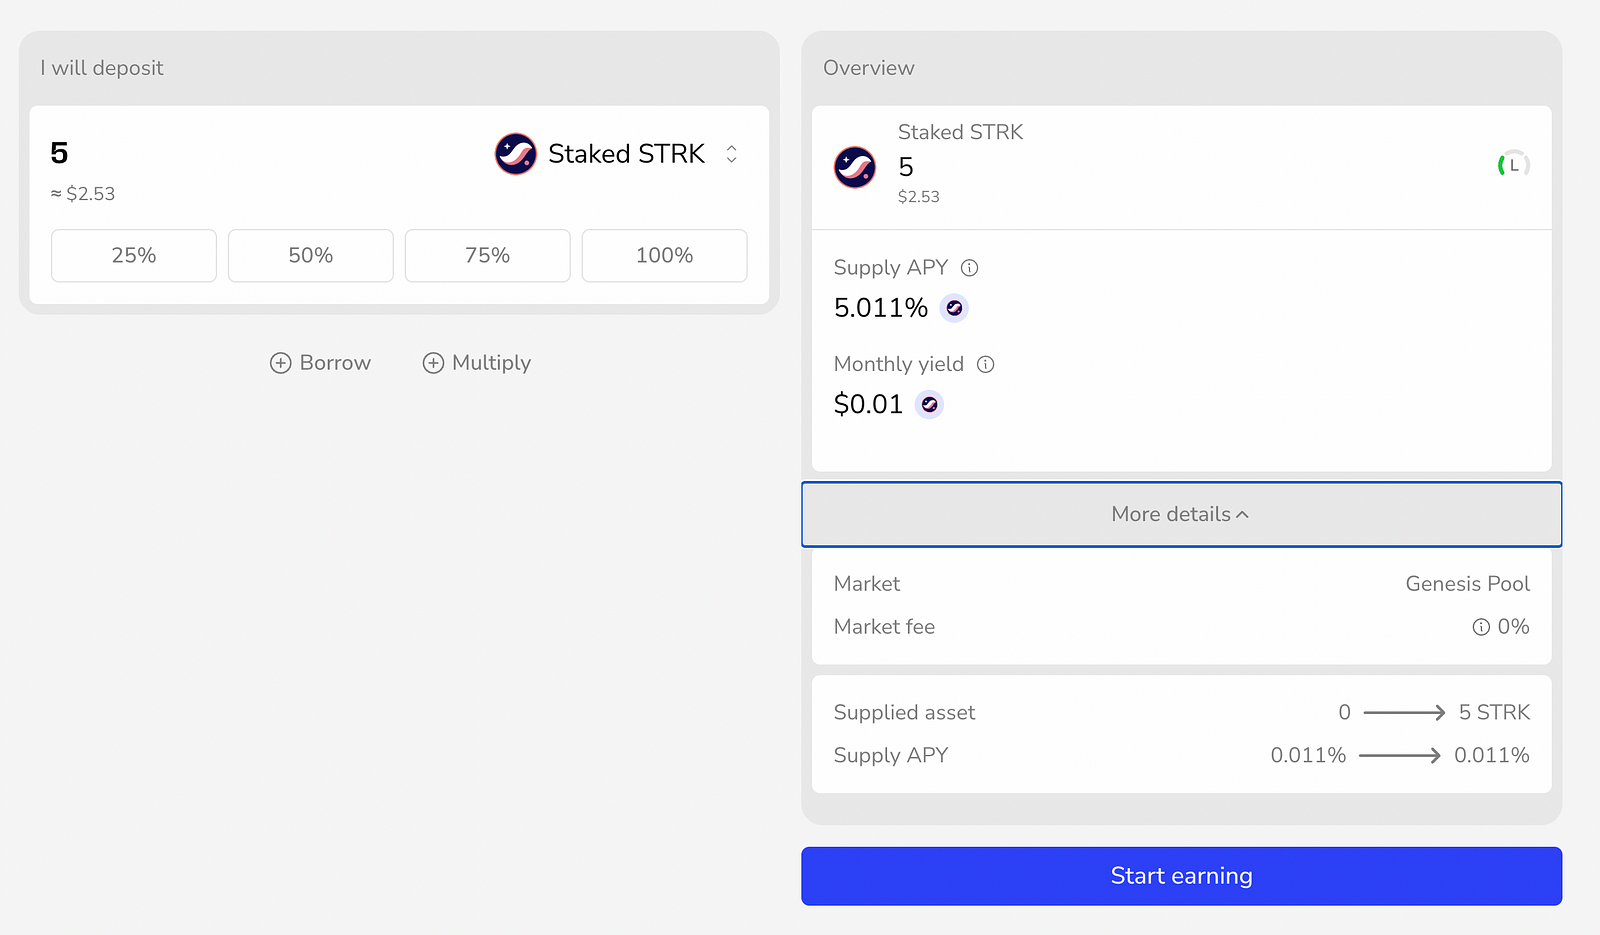 I will deposit
5
Staked STRK
≈ $2.53
25%
50%
75%
100%
Borrow
Multiply
Overview
Staked STRK
5
$2.53
L
Supply APY
5.011%
Monthly yield
$0.01
More details
Market
Genesis Pool
Market fee
0%
Supplied asset
0 → 5 STRK
Supply APY
0.011% → 0.011%
Start earning